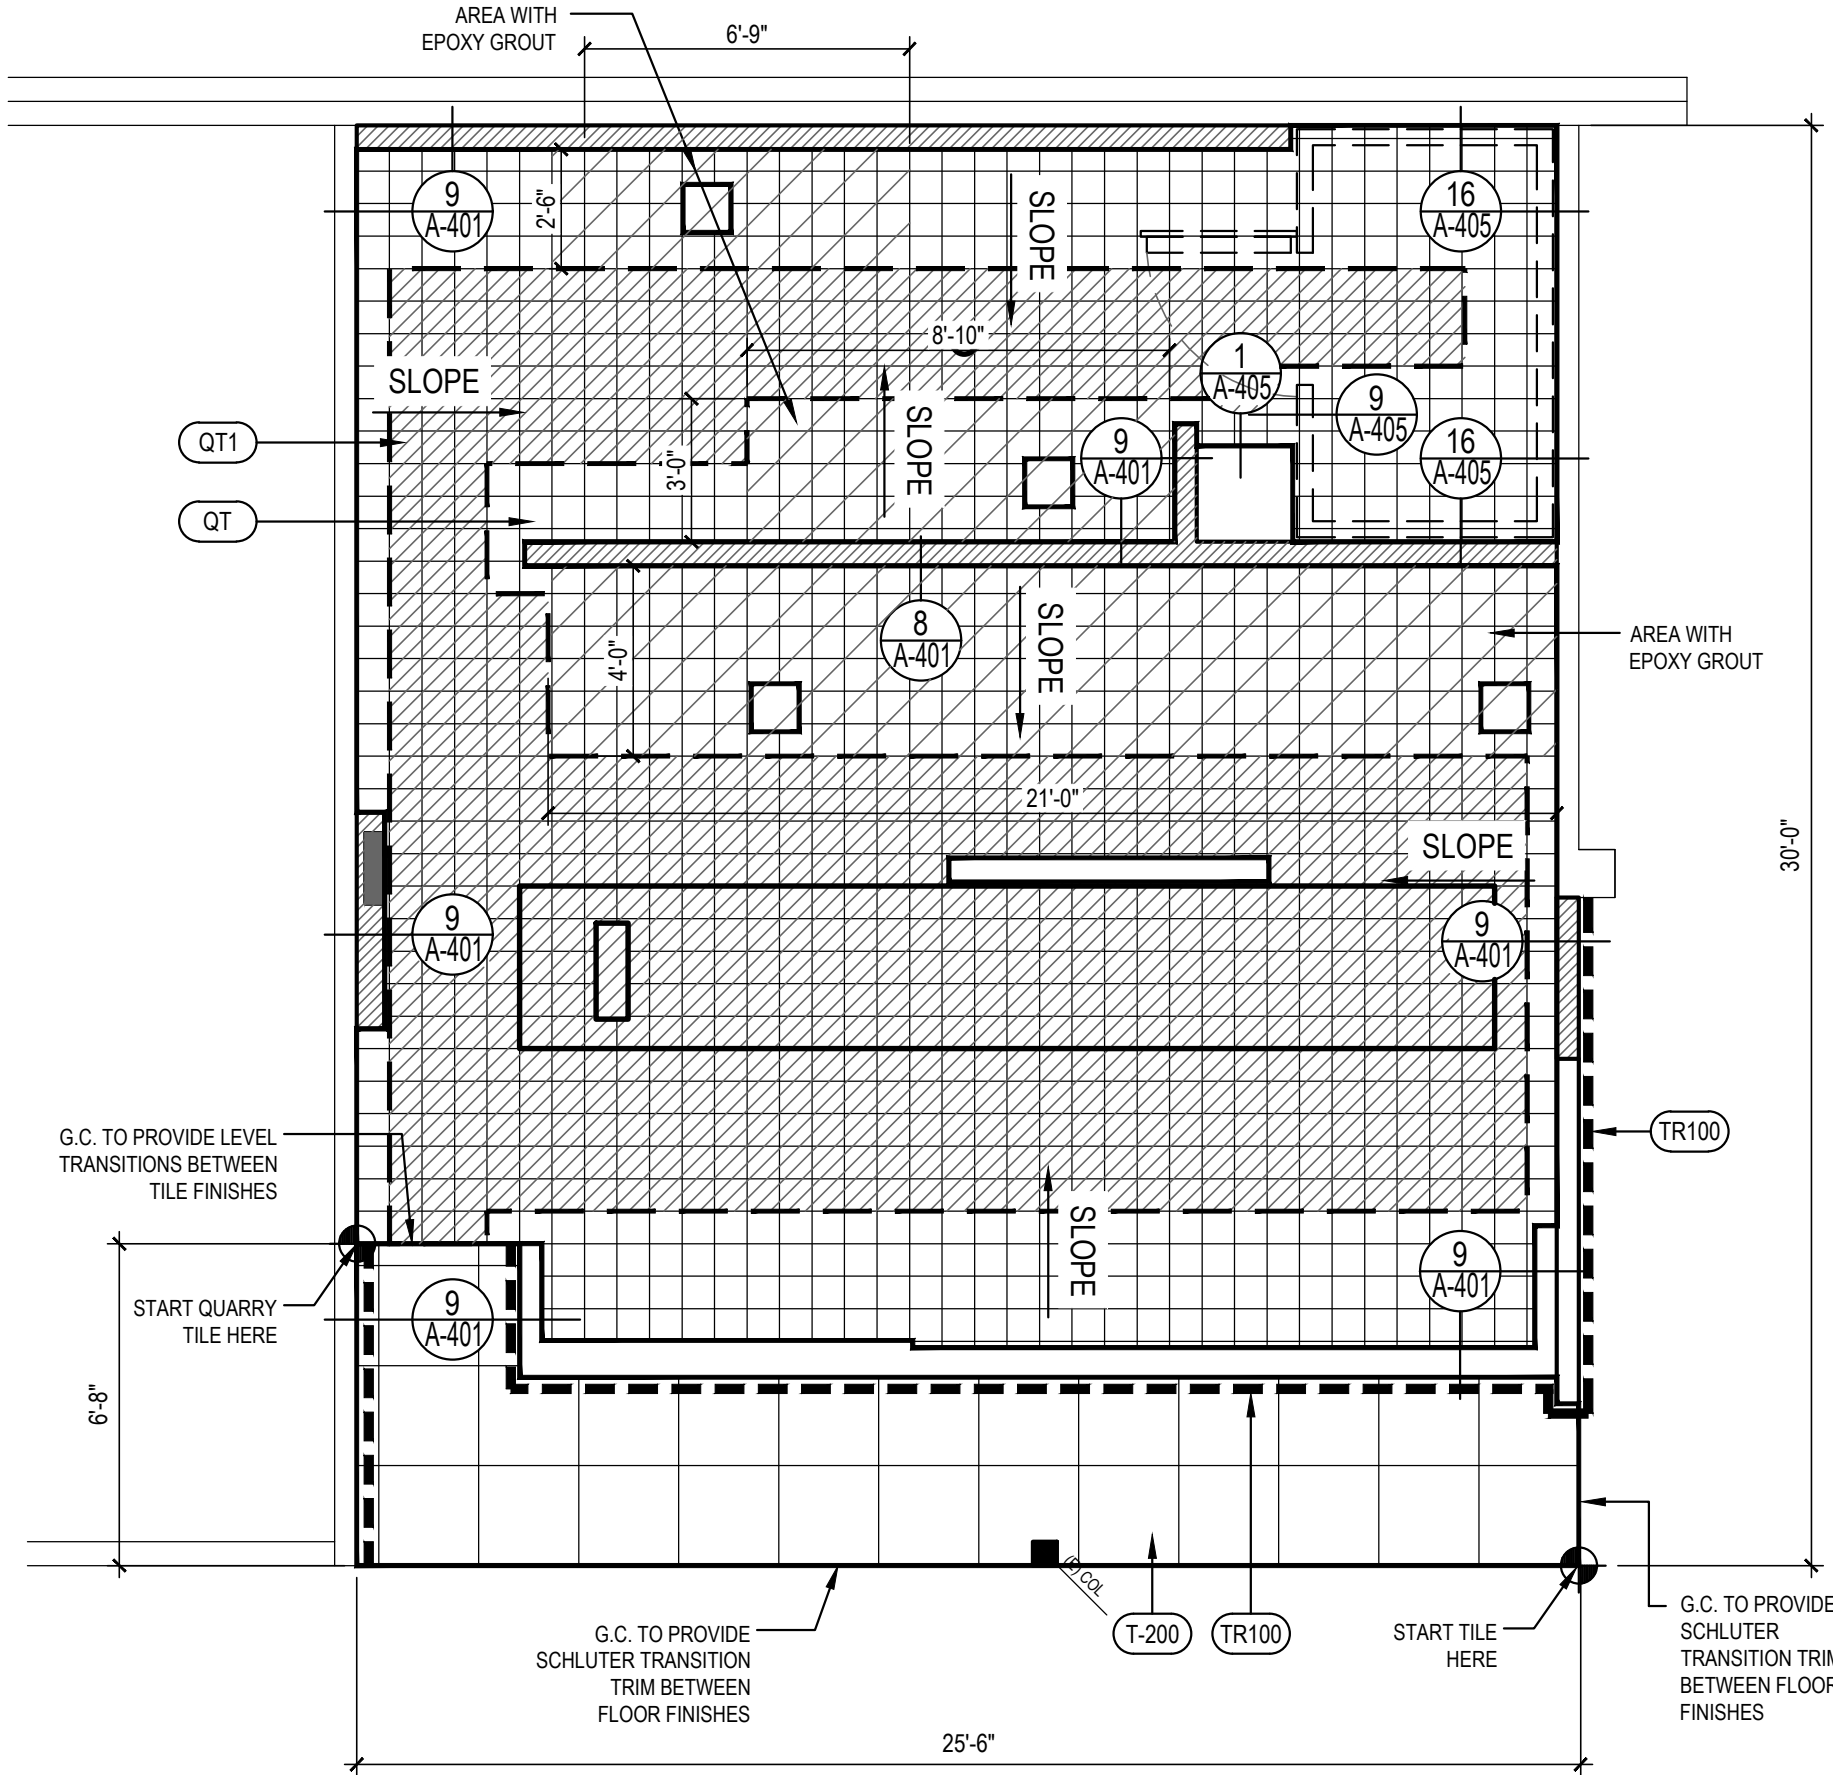 AREA WITH
EPOXY GROUT
6'-9"
9
A-401
2'-6"
SLOPE
16
A-405
8'-10"
1
A-405
SLOPE
9
A-405
QT1
SLOPE
9
A-401
16
A-405
3'-0"
QT
8
A-401
4'-0"
SLOPE
AREA WITH
EPOXY GROUT
21'-0"
SLOPE
30'-0"
9
A-401
9
A-401
G.C. TO PROVIDE LEVEL
TRANSITIONS BETWEEN
TILE FINISHES
TR100
SLOPE
9
A-401
START QUARRY
TILE HERE
9
A-401
6'-8"
(E) COL
G.C. TO PROVIDE
SCHLUTER TRANSITION
TRIM BETWEEN
FLOOR FINISHES
T-200
TR100
START TILE
HERE
G.C. TO PROVIDE
SCHLUTER
TRANSITION TRIM
BETWEEN FLOOR
FINISHES
25'-6"